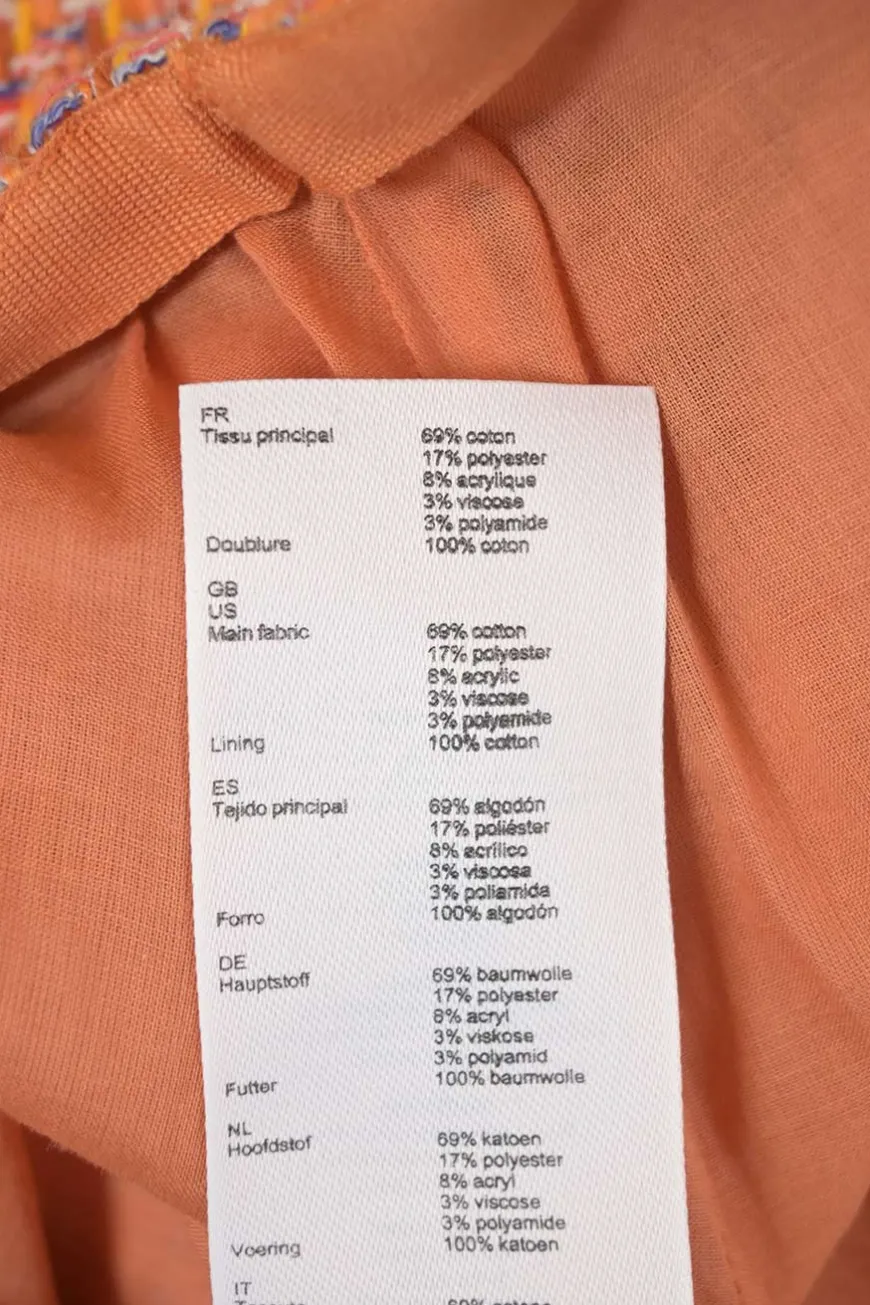 FR
Tissu principal 69% coton
17% polyester
8% acrylique
3% viscose
3% polyamide
Doublure 100% coton
GB
US
Main fabric 69% cotton
17% polyester
8% acrylic
3% viscose
3% polyamide
Lining 100% cotton
ES
Tejido principal 69% algodón
17% poliéster
8% acrílico
3% viscosa
3% poliamida
Forro 100% algodón
DE
Hauptstoff 69% baumwolle
17% polyester
8% acryl
3% viskose
3% polyamid
Futter 100% baumwolle
NL
Hoofdstof 69% katoen
17% polyester
8% acryl
3% viscose
3% polyamide
Voering 100% katoen
IT